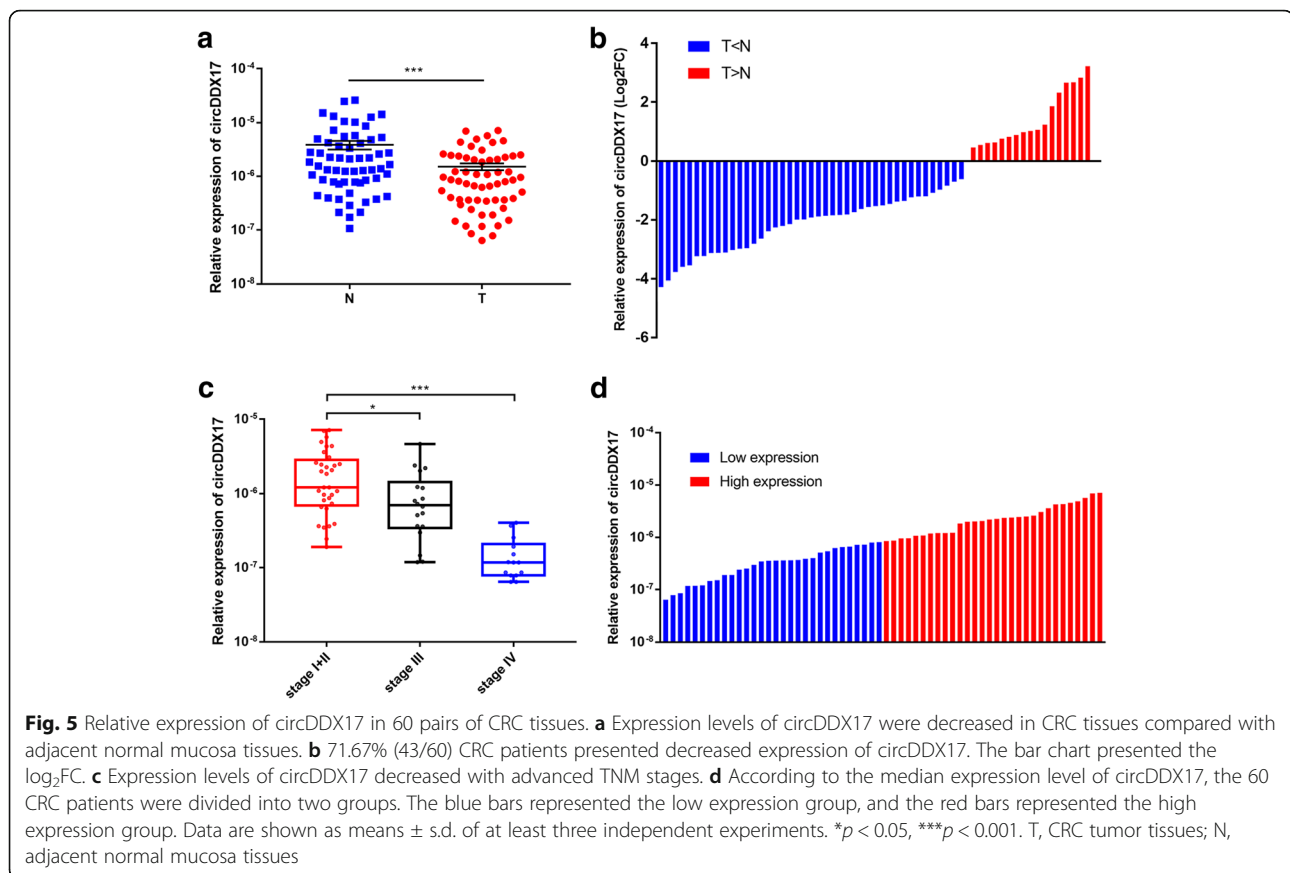 a
Relative expression of circDDX17
10-4
10-5
10-6
10-7
10-8
***
N
T
b
Relative expression of circDDX17 (Log2FC)
4
2
0
-2
-4
-6
T<N
T>N
c
Relative expression of circDDX17
10-5
10-6
10-7
10-8
***
*
stage I+II
stage III
stage IV
d
Relative expression of circDDX17
10-4
10-5
10-6
10-7
10-8
Low expression
High expression
Fig. 5 Relative expression of circDDX17 in 60 pairs of CRC tissues. a Expression levels of circDDX17 were decreased in CRC tissues compared with
adjacent normal mucosa tissues. b 71.67% (43/60) CRC patients presented decreased expression of circDDX17. The bar chart presented the
log2FC. c Expression levels of circDDX17 decreased with advanced TNM stages. d According to the median expression level of circDDX17, the 60
CRC patients were divided into two groups. The blue bars represented the low expression group, and the red bars represented the high
expression group. Data are shown as means ± s.d. of at least three independent experiments. *p < 0.05, ***p < 0.001. T, CRC tumor tissues; N,
adjacent normal mucosa tissues